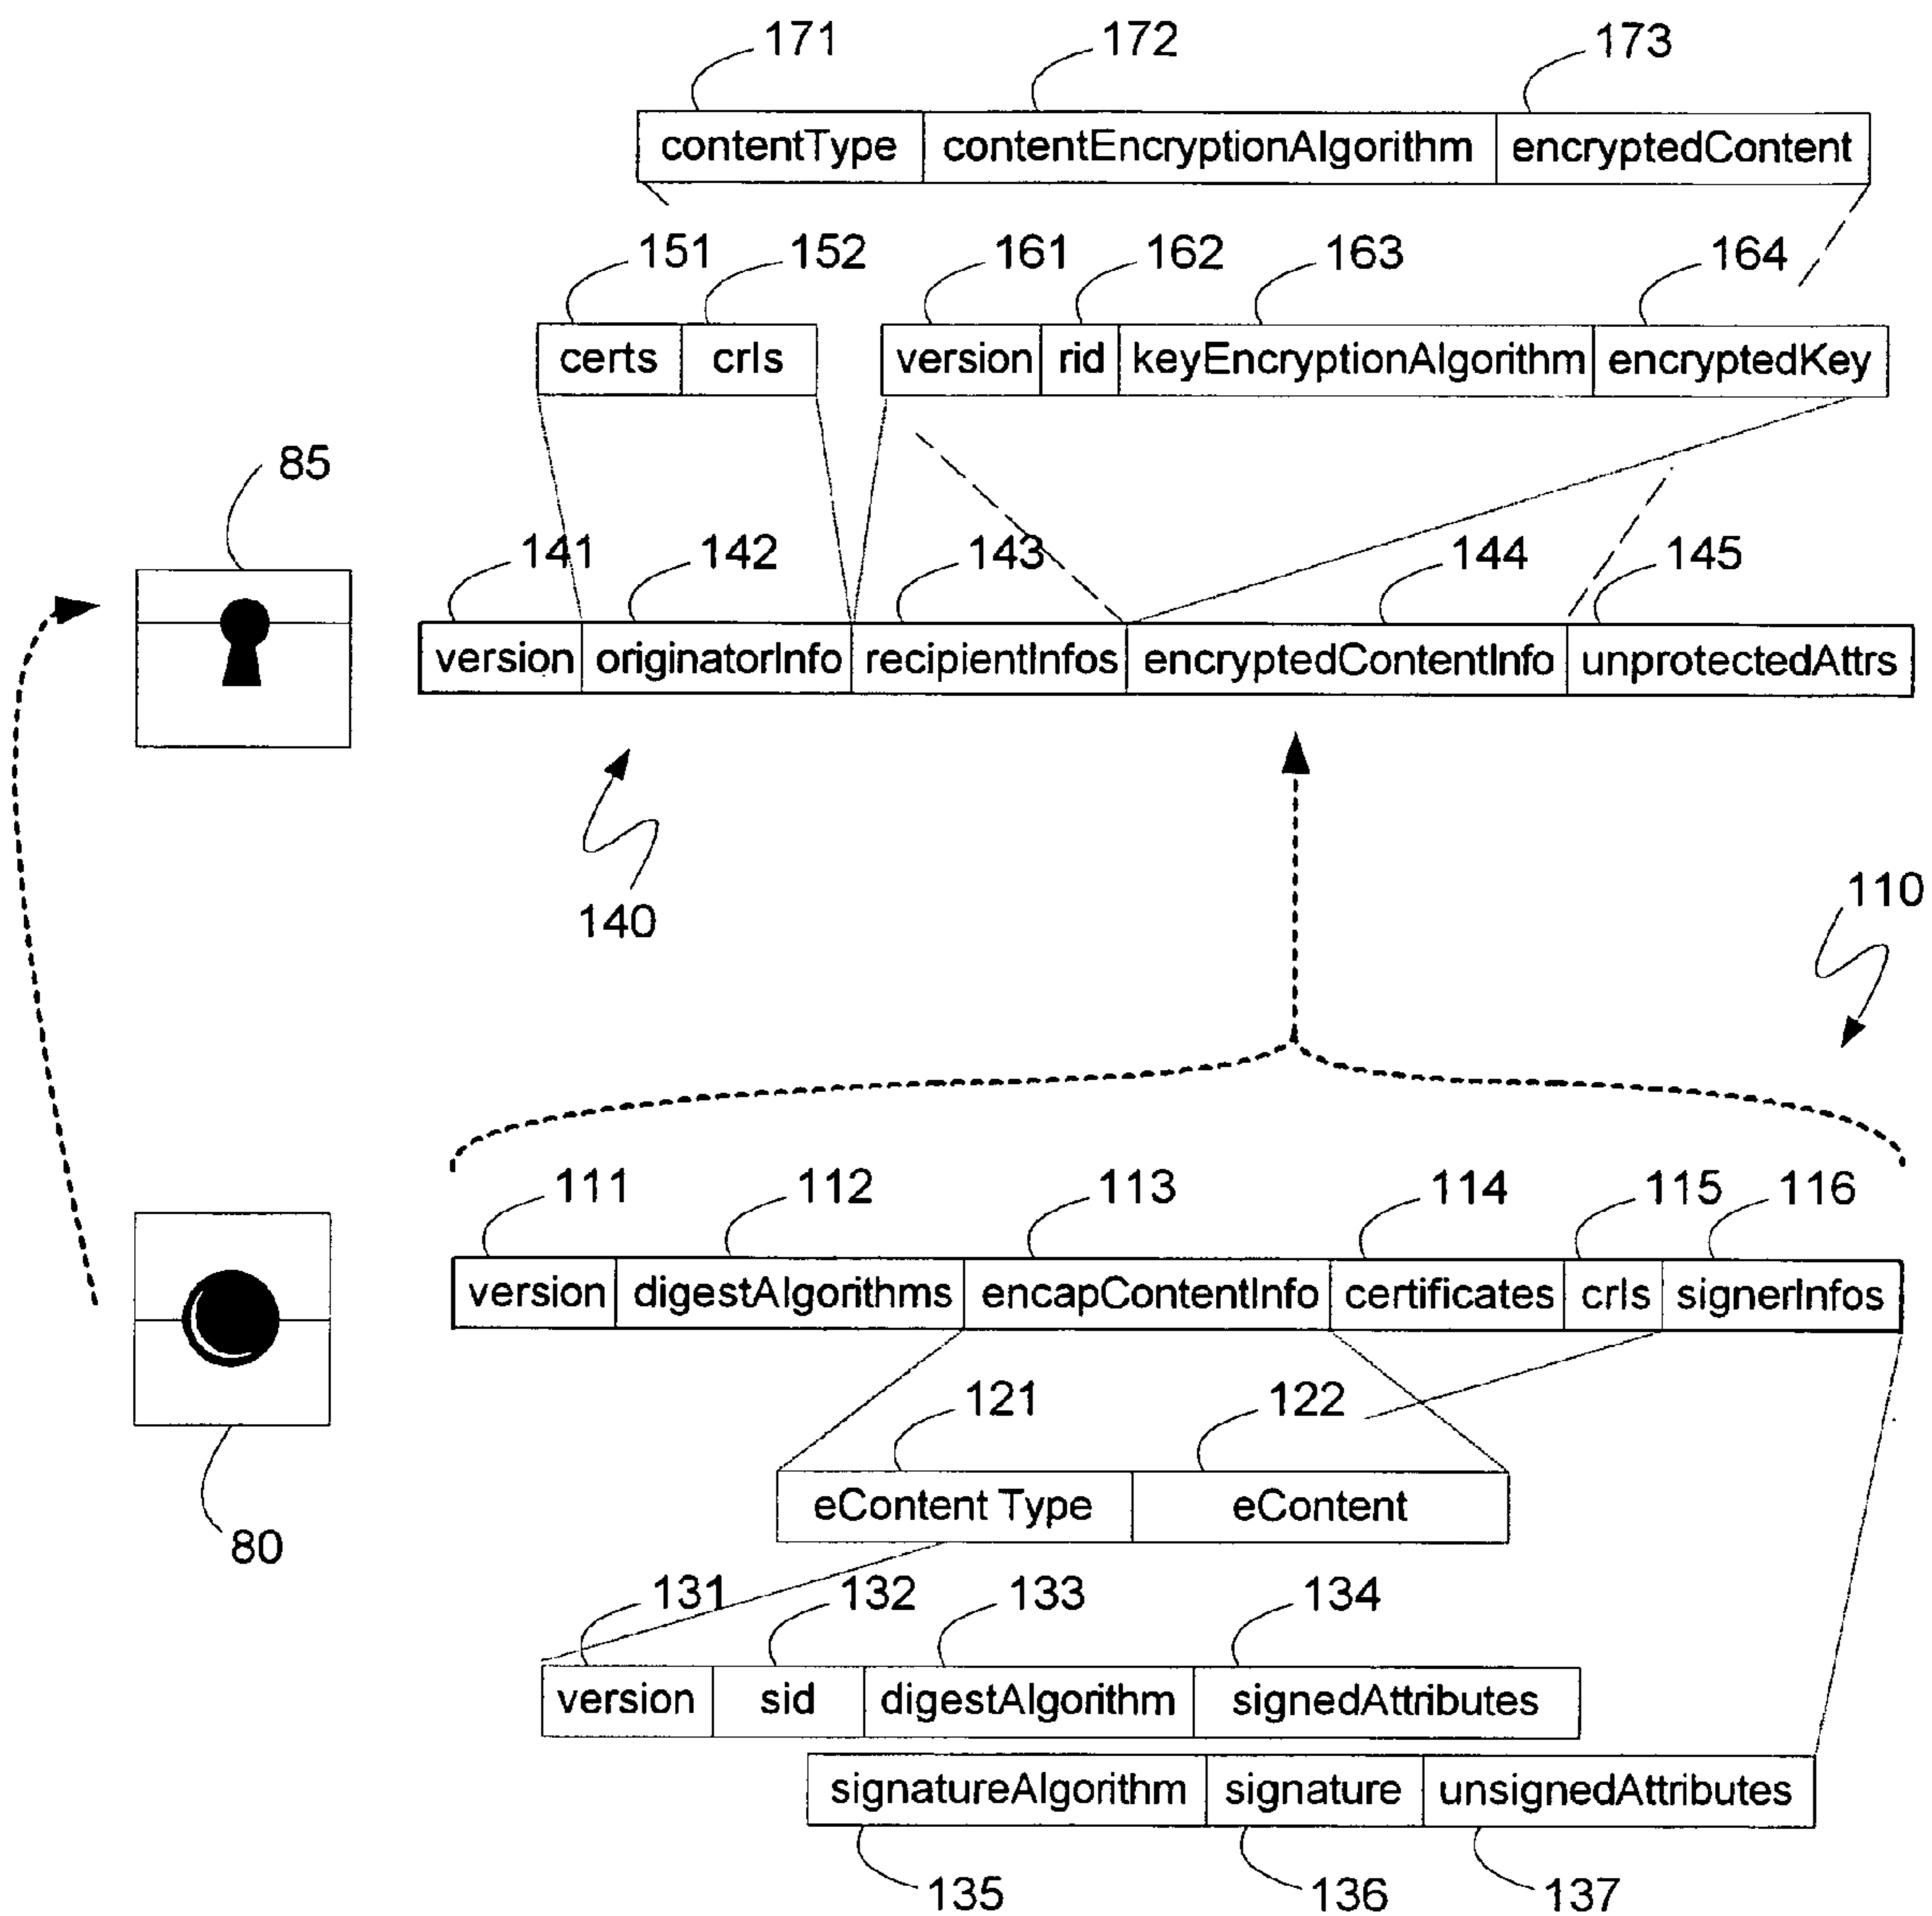 171 172 173
contentType contentEncryptionAlgorithm encryptedContent
151 152 161 162 163 164
certs crls version rid keyEncryptionAlgorithm encryptedKey
85
141 142 143 144 145
version originatorInfo recipientInfos encryptedContentInfo unprotectedAttrs
140
110
111 112 113 114 115 116
version digestAlgorithms encapContentInfo certificates crls signerInfos
121 122
eContent Type eContent
80
131 132 133 134
version sid digestAlgorithm signedAttributes
signatureAlgorithm signature unsignedAttributes
135 136 137